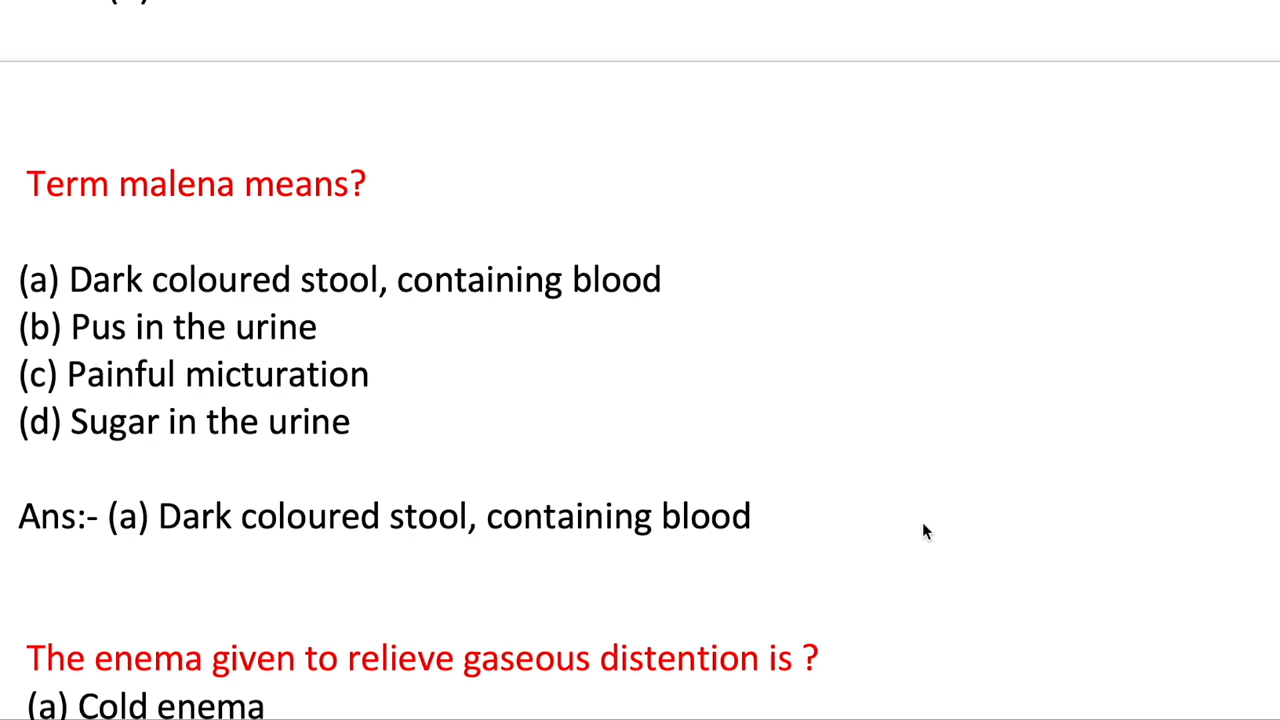 Term malena means?
(a) Dark coloured stool, containing blood
(b) Pus in the urine
(c) Painful micturation
(d) Sugar in the urine
Ans:- (a) Dark coloured stool, containing blood
The enema given to relieve gaseous distention is ?
(a) Cold enema